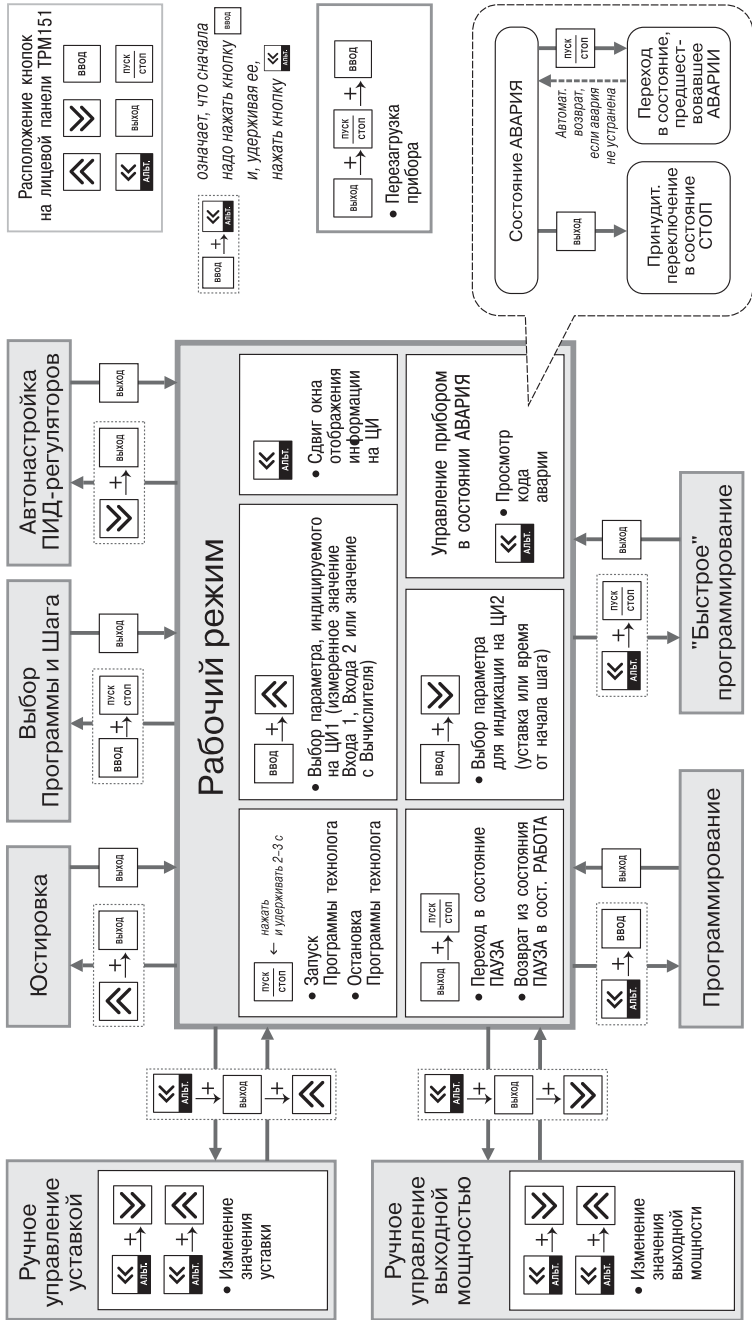 Ручное
управление
уставкой
АЛЬТ.
АЛЬТ.
• Изменение
значения
уставки
Ручное
управление
выходной
мощностью
АЛЬТ.
АЛЬТ.
• Изменение
значения
выходной
мощности
АЛЬТ.
ВЫХОД
АЛЬТ.
ВЫХОД
Юстировка
ВЫХОД
ВЫХОД
Выбор
Программы и Шага
ВВОД
ПУСК
СТОП
ВЫХОД
Автонастройка
ПИД-регуляторов
ВЫХОД
ВЫХОД
Рабочий режим
ПУСК
СТОП
← нажать
и удерживать 2–3 с
• Запуск
Программы технолога
• Остановка
Программы технолога
ВВОД
• Выбор параметра, индицируемого
на ЦИ1 (измеренное значение
Входа 1, Входа 2 или значение
с Вычислителя)
АЛЬТ.
• Сдвиг окна
отображения
информации
на ЦИ
ВЫХОД
ПУСК
СТОП
• Переход в состояние
ПАУЗА
• Возврат из состояния
ПАУЗА в сост. РАБОТА
ВВОД
• Выбор параметра
для индикации на ЦИ2
(уставка или время
от начала шага)
Управление прибором
в состоянии АВАРИЯ
АЛЬТ.
• Просмотр
кода
аварии
АЛЬТ.
ВВОД
ВЫХОД
Программирование
АЛЬТ.
ПУСК
СТОП
ВЫХОД
"Быстрое"
программирование
Расположение кнопок
на лицевой панели ТРМ151
ВВОД
АЛЬТ.
ВЫХОД
ПУСК
СТОП
ВВОД
АЛЬТ.
означает, что сначала
надо нажать кнопку ВВОД
и, удерживая ее,
нажать кнопку АЛЬТ.
ВЫХОД
ПУСК
СТОП
ВВОД
• Перезагрузка
прибора
Состояние АВАРИЯ
ВЫХОД
ПУСК
СТОП
Автомат.
возврат,
если авария
не устранена
Принудит.
переключение
в состояние
СТОП
Переход
в состояние,
предшест-
вовавшее
АВАРИИ